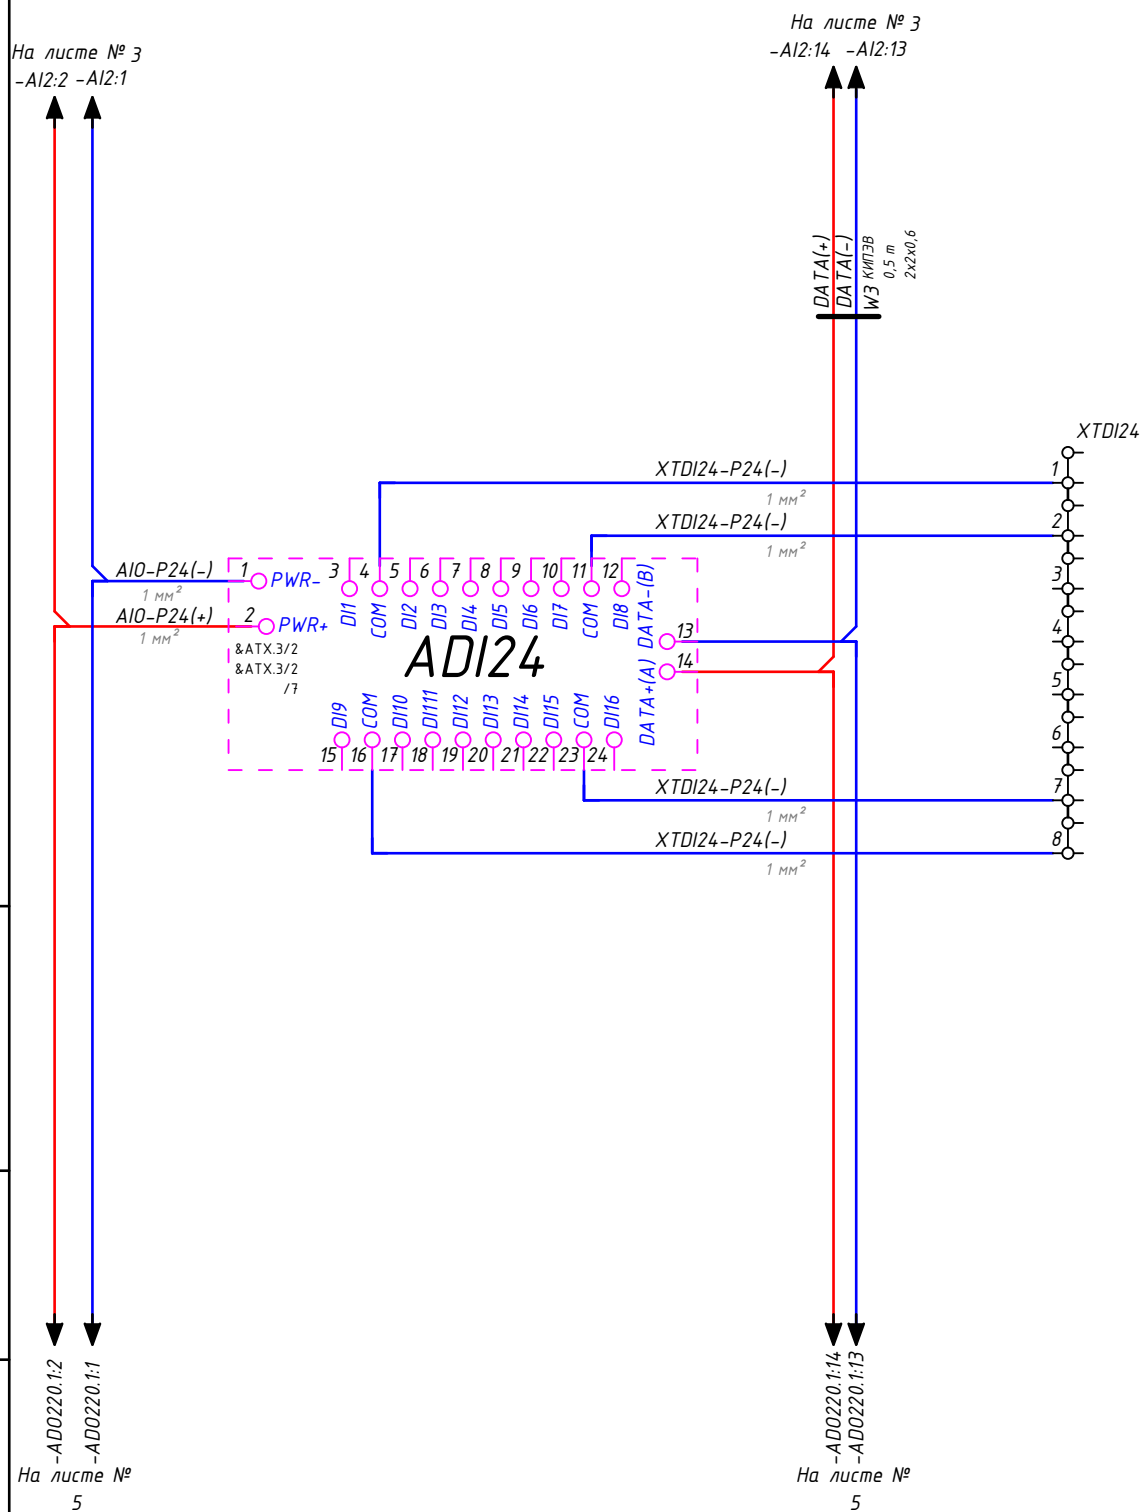 На листе № 3
-AI2:2 -AI2:1
На листе № 3
-AI2:14 -AI2:13
DATA(+)
DATA(-)
W3 КИПЭВ
0,5 m
2x2x0,6
XTDI24
XTDI24-P24(-)
1 мм²
XTDI24-P24(-)
1 мм²
1
2
3
4
5
6
7
8
AIO-P24(-)
1 мм²
AIO-P24(+)
1 мм²
1 PWR-
2 PWR+
&ATX.3/2
&ATX.3/2
/7
3 4 5 6 7 8 9 10 11 12
DI1 COM DI2 DI3 DI4 DI5 DI6 DI7 COM DI8
ADI24
DATA-(B) 13
DATA+(A) 14
DI9 COM DI10 DI111 DI12 DI13 DI14 DI15 COM DI16
15 16 17 18 19 20 21 22 23 24
XTDI24-P24(-)
1 мм²
XTDI24-P24(-)
1 мм²
-ADO220.1:2
-ADO220.1:1
На листе №
5
-ADO220.1:14
-ADO220.1:13
На листе №
5